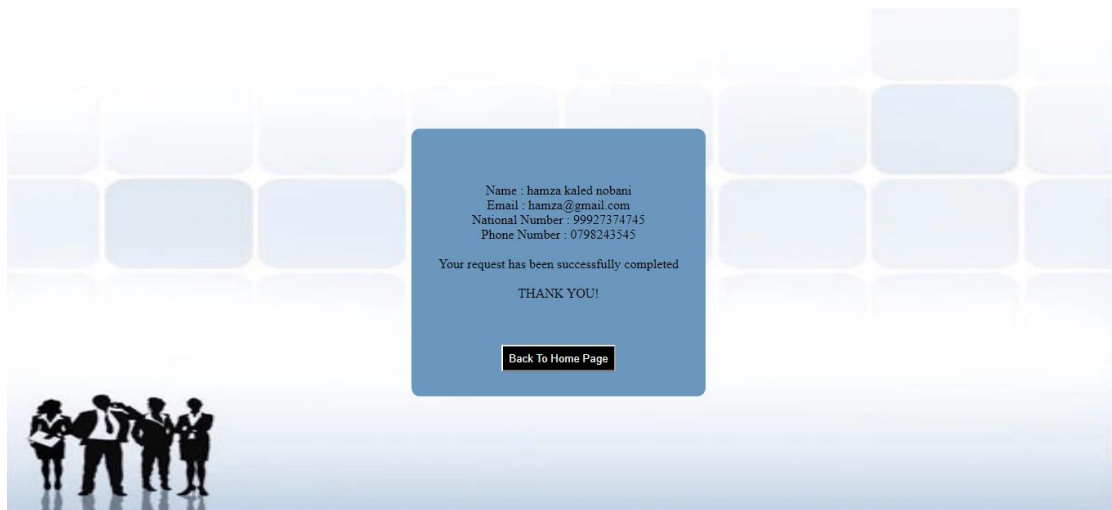 Name : hamza kaled nobani
Email : hamza@gmail.com
National Number : 99927374745
Phone Number : 0798243545
Your request has been successfully completed
THANK YOU!
Back To Home Page